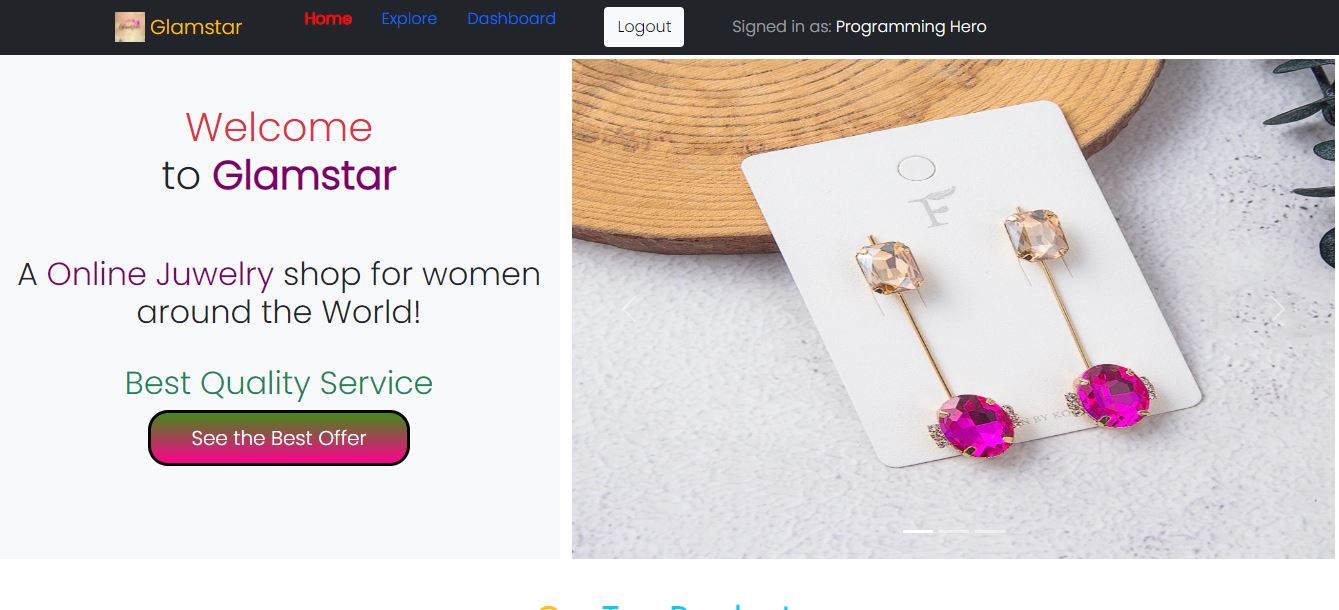 Glamstar
Home
Explore
Dashboard
Logout
Signed in as: Programming Hero
Welcome
to Glamstar
A Online Juwelry shop for women
around the World!
Best Quality Service
See the Best Offer
F